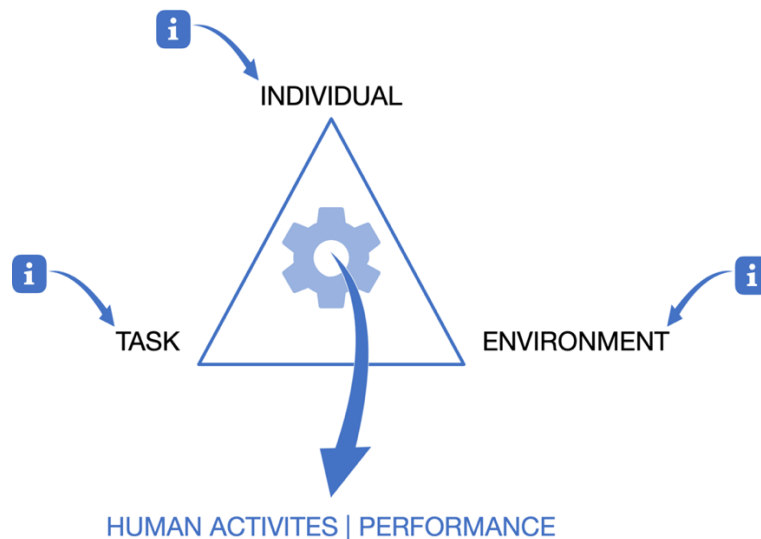 i
INDIVIDUAL
i
i
TASK
ENVIRONMENT
HUMAN ACTIVITES | PERFORMANCE